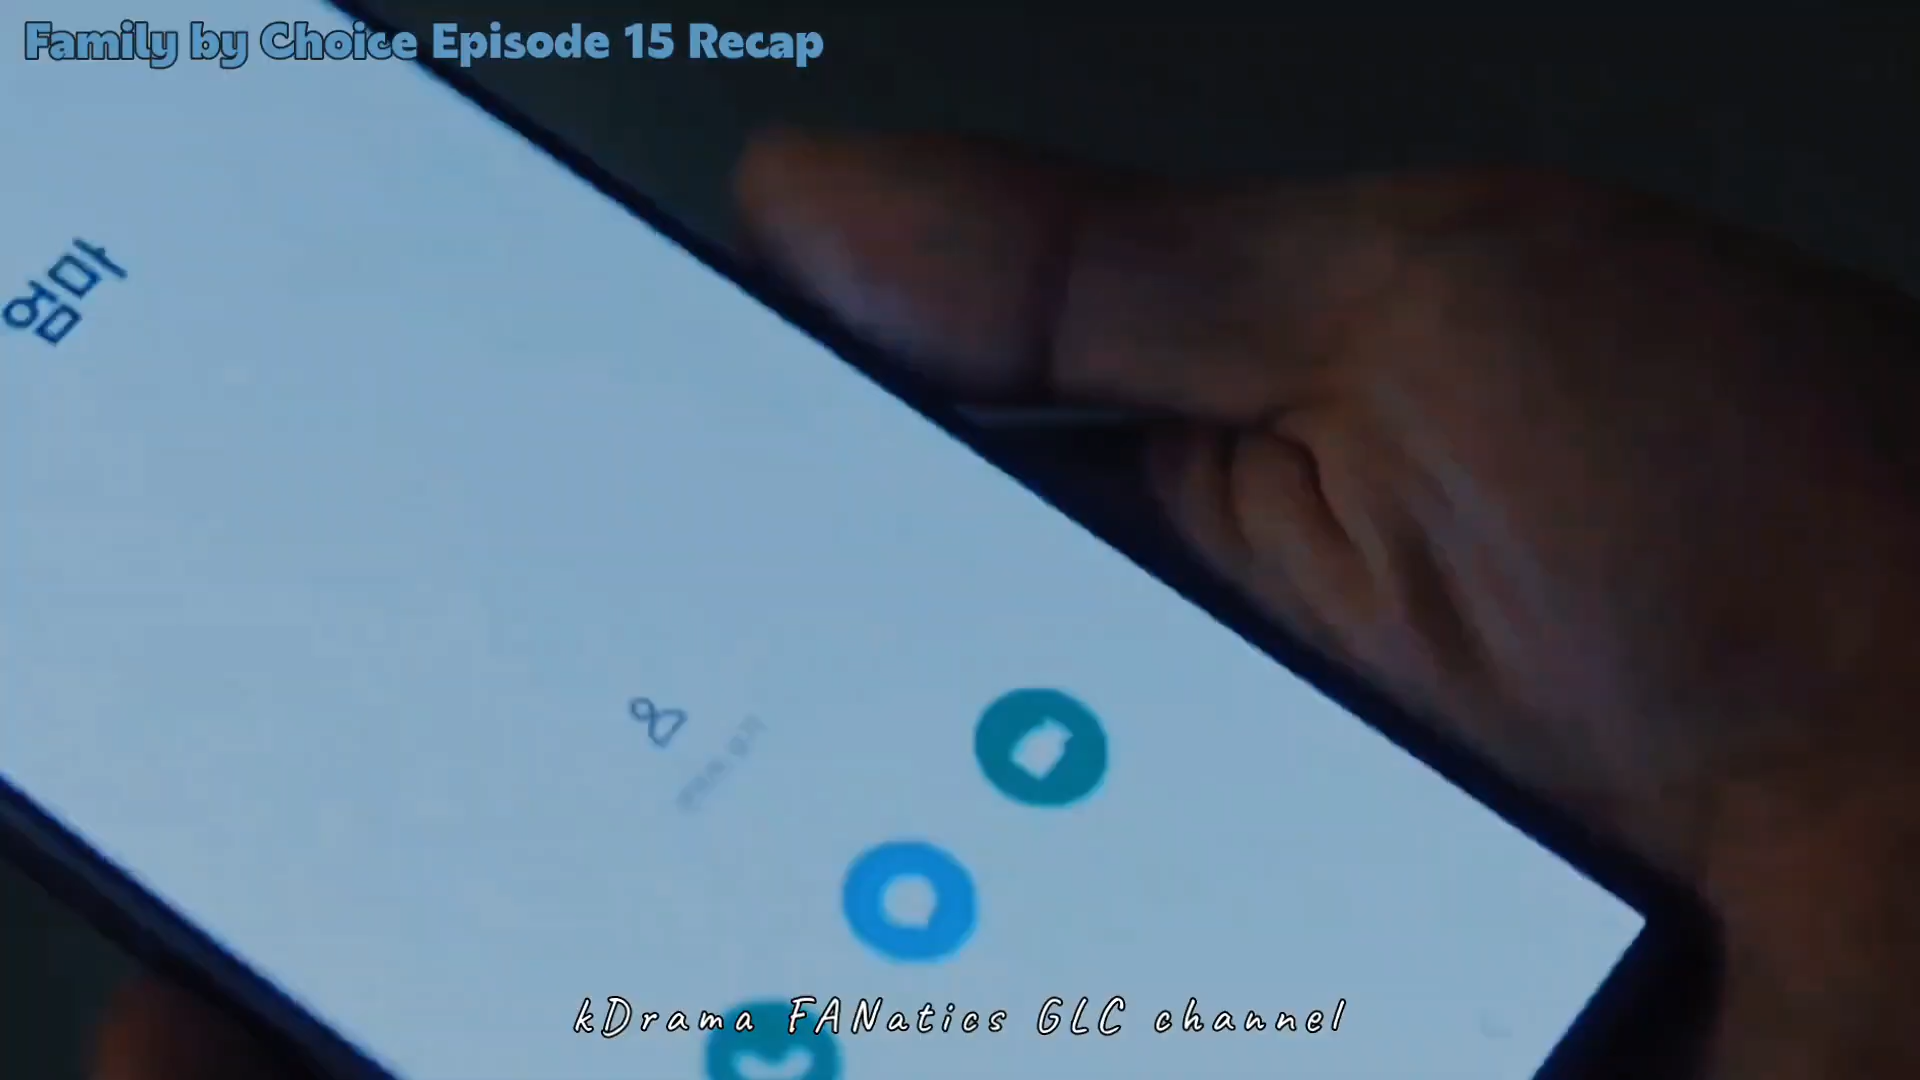 Family by Choice Episode 15 Recap
엄마
kDrama FANatics GLC channel